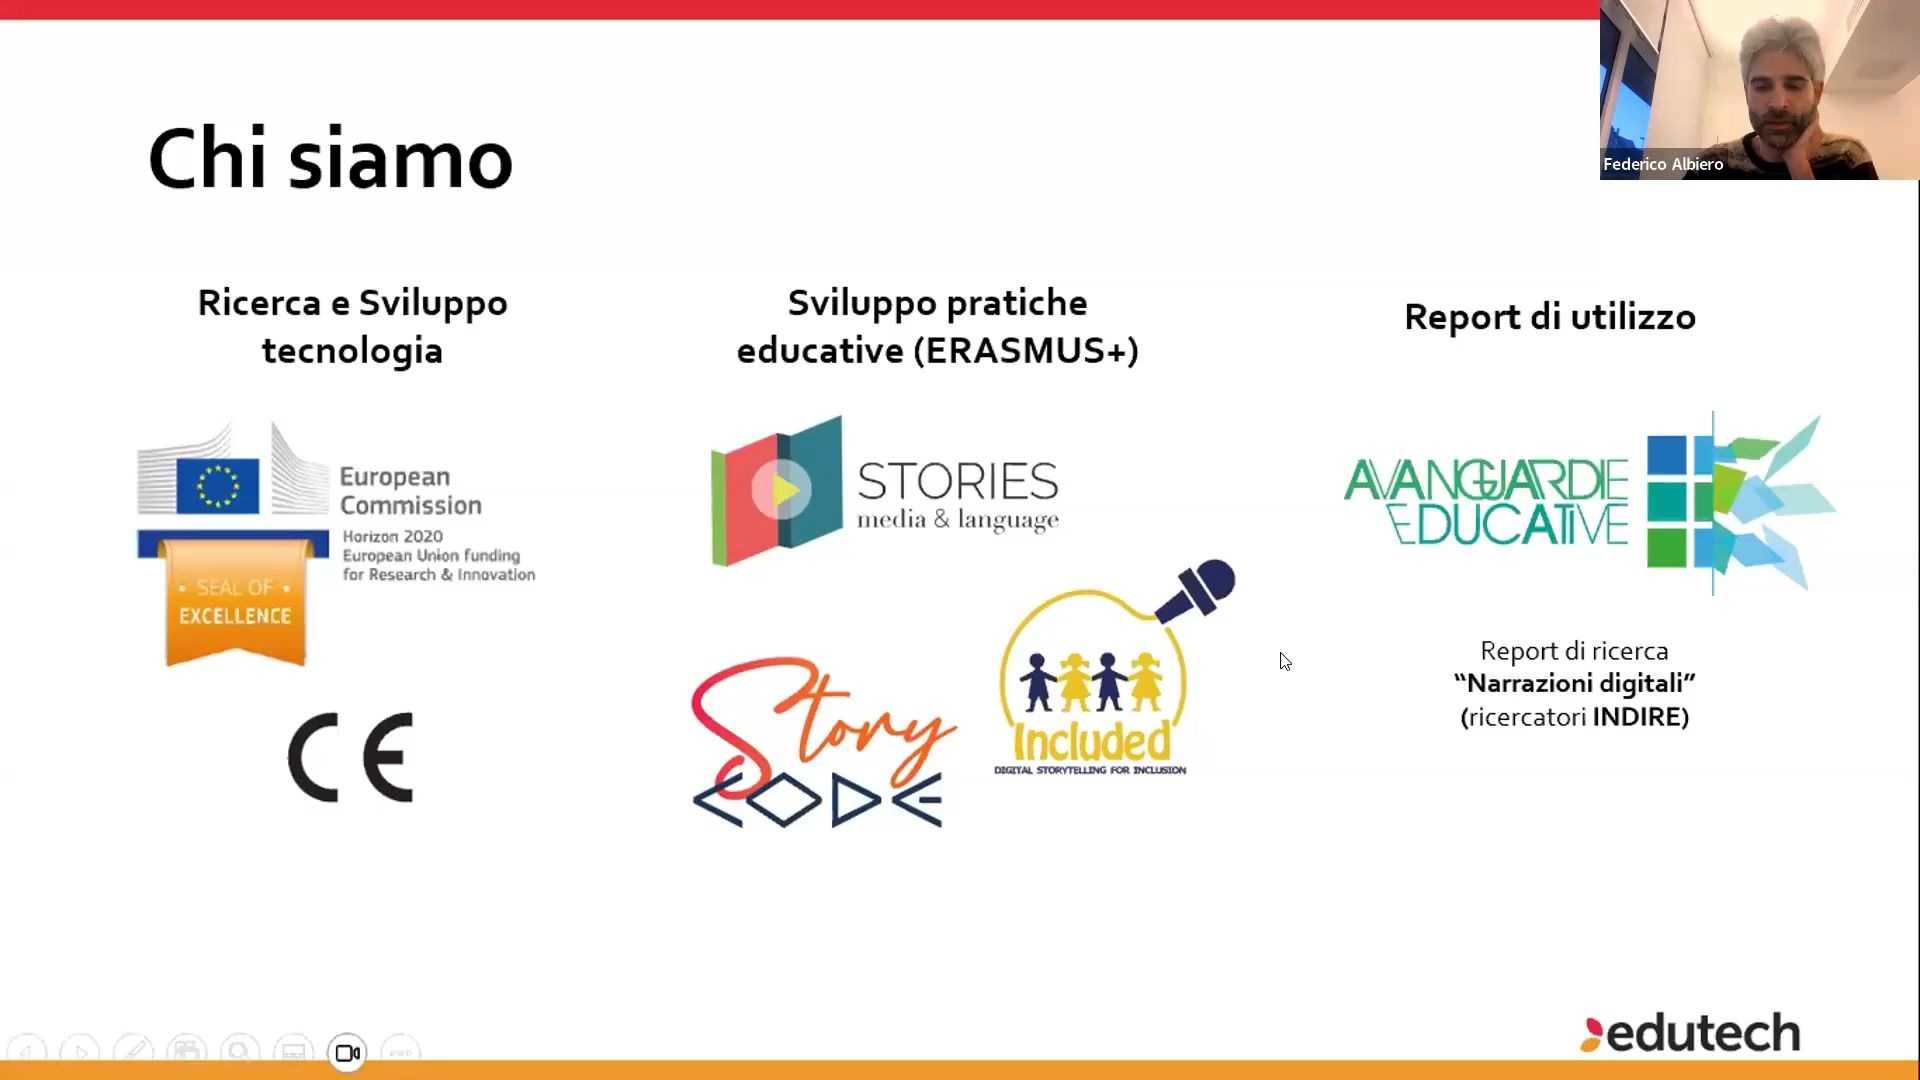 Federico Albiero
Chi siamo
Ricerca e Sviluppo
tecnologia
European
Commission
Horizon 2020
European Union funding
for Research & Innovation
SEAL OF
EXCELLENCE
CE
Sviluppo pratiche
educative (ERASMUS+)
STORIES
media & language
Story
CODE
Included
DIGITAL STORYTELLING FOR INCLUSION
Report di utilizzo
AVANGUARDIE
EDUCATIVE
Report di ricerca
“Narrazioni digitali”
(ricercatori INDIRE)
edutech